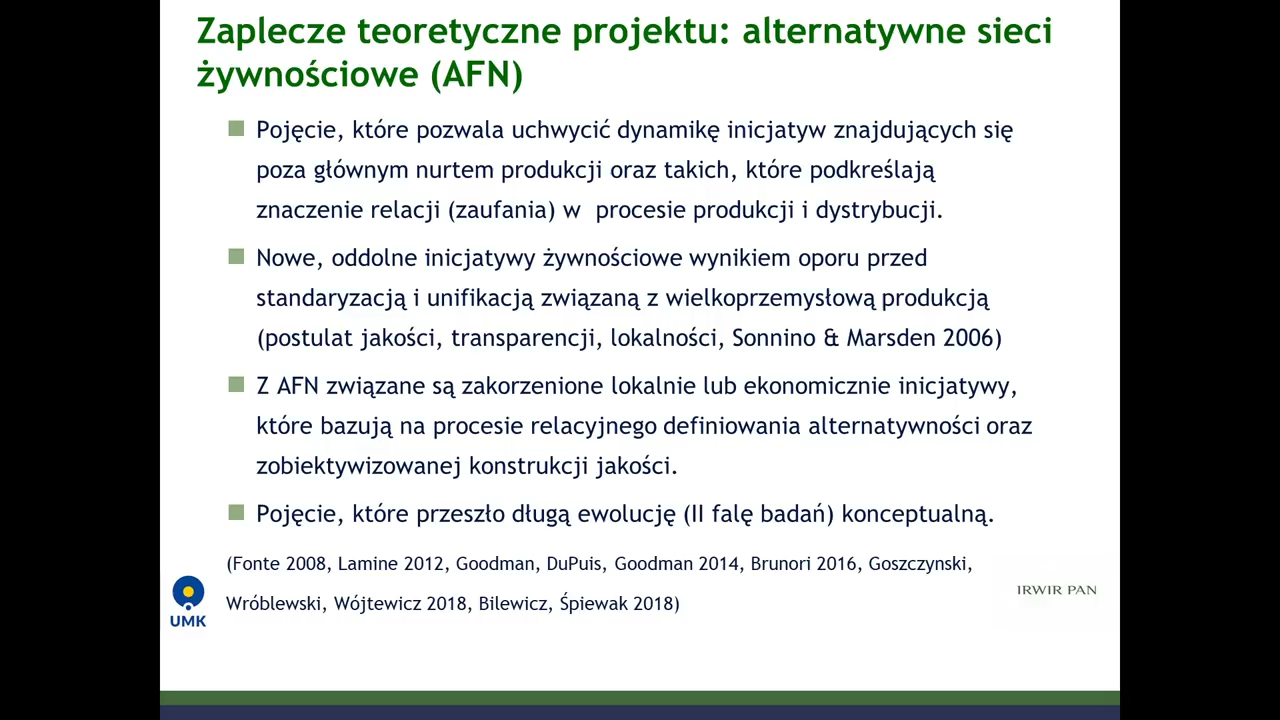 Zaplecze teoretyczne projektu: alternatywne sieci
żywnościowe (AFN)
Pojęcie, które pozwala uchwycić dynamikę inicjatyw znajdujących się
poza głównym nurtem produkcji oraz takich, które podkreślają
znaczenie relacji (zaufania) w  procesie produkcji i dystrybucji.
Nowe, oddolne inicjatywy żywnościowe wynikiem oporu przed
standaryzacją i unifikacją związaną z wielkoprzemysłową produkcją
(postulat jakości, transparencji, lokalności, Sonnino & Marsden 2006)
Z AFN związane są zakorzenione lokalnie lub ekonomicznie inicjatywy,
które bazują na procesie relacyjnego definiowania alternatywności oraz
zobiektywizowanej konstrukcji jakości.
Pojęcie, które przeszło długą ewolucję (II falę badań) konceptualną.
(Fonte 2008, Lamine 2012, Goodman, DuPuis, Goodman 2014, Brunori 2016, Goszczynski,
Wróblewski, Wójtewicz 2018, Bilewicz, Śpiewak 2018)
IRWIR PAN
UMK